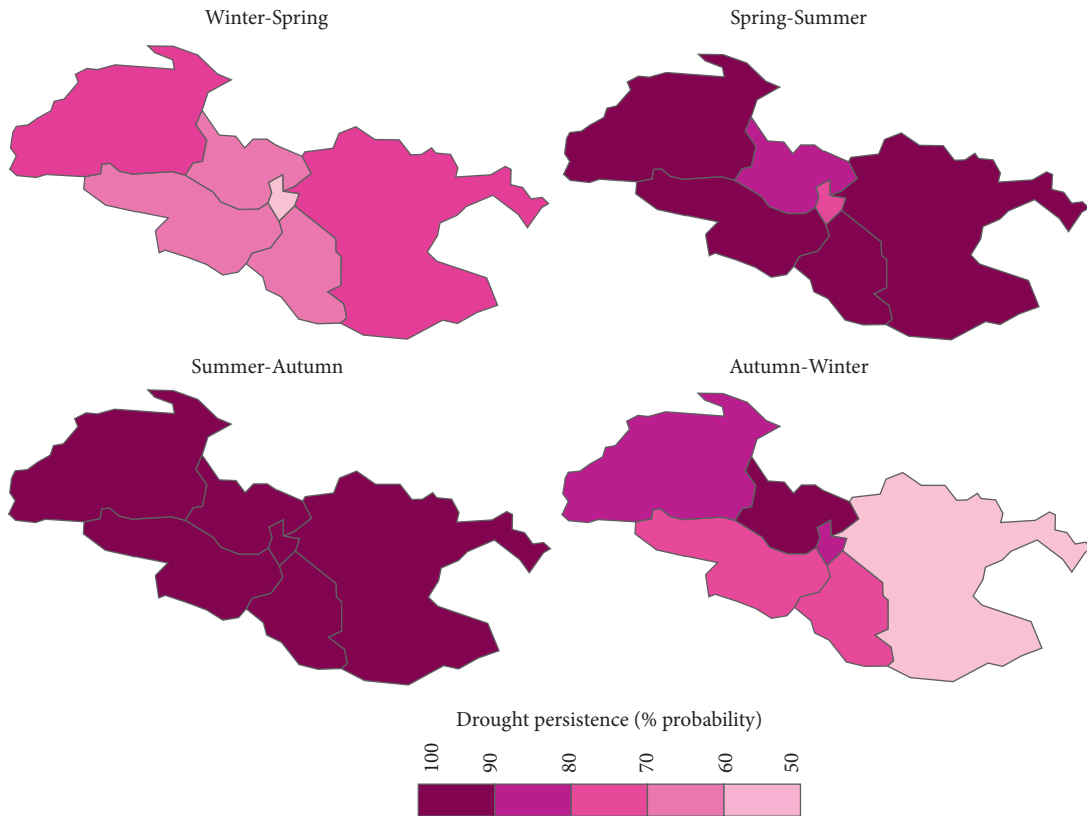 Winter-Spring
Spring-Summer
Summer-Autumn
Autumn-Winter
Drought persistence (% probability)
100
90
80
70
60
50